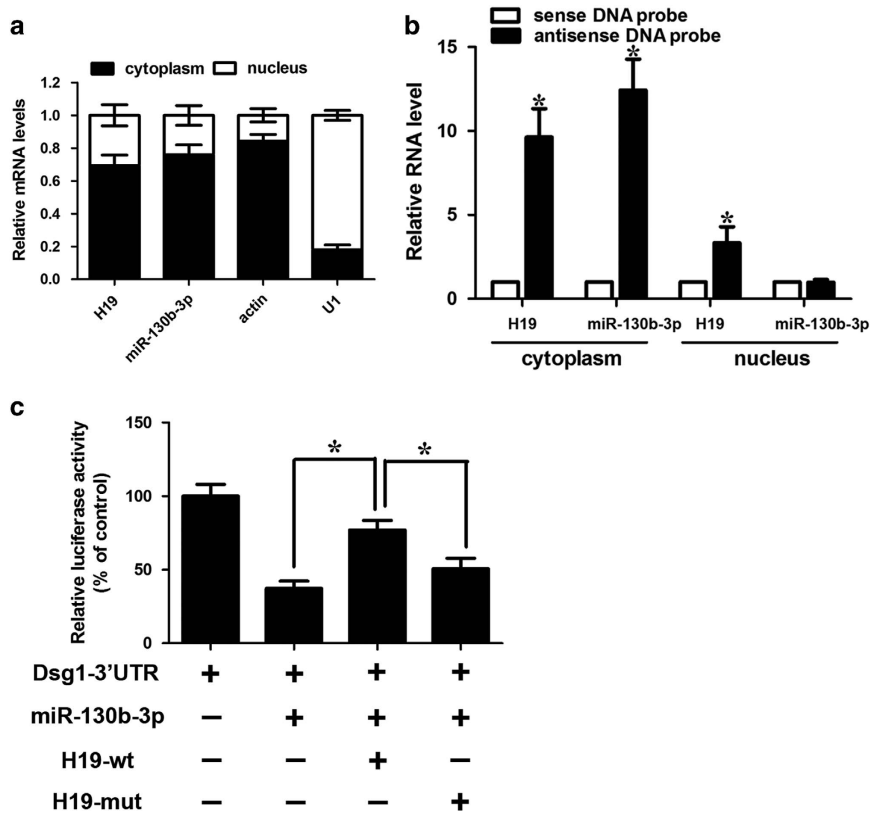 a
cytoplasm nucleus
Relative mRNA levels
1.2
1.0
0.8
0.6
0.4
0.2
0.0
H19 miR-130b-3p actin U1
b
sense DNA probe
antisense DNA probe
Relative RNA level
15
10
5
0
* * *
H19 miR-130b-3p H19 miR-130b-3p
cytoplasm nucleus
c
Relative luciferase activity
(% of control)
150
100
50
0
* *
Dsg1-3'UTR + + + +
miR-130b-3p − + + +
H19-wt − − + −
H19-mut − − − +